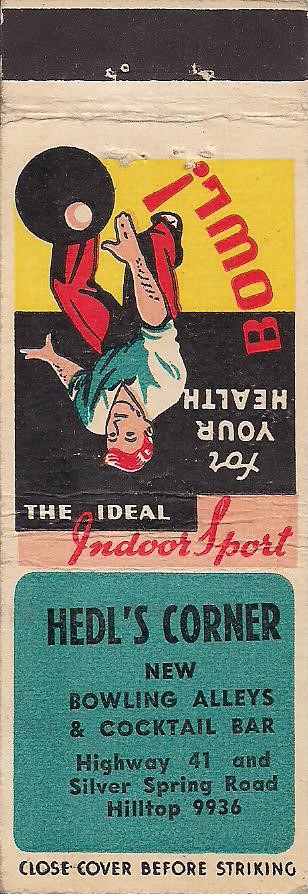 BOWL!
for
YOUR
HEALTH
THE IDEAL
Indoor Sport
HEDL'S CORNER
NEW
BOWLING ALLEYS
& COCKTAIL BAR
Highway 41 and
Silver Spring Road
Hilltop 9936
CLOSE COVER BEFORE STRIKING